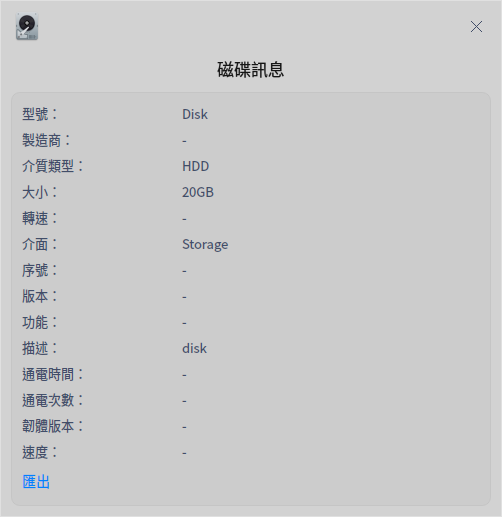 磁碟訊息
型號： Disk
製造商： -
介質類型： HDD
大小： 20GB
轉速： -
介面： Storage
序號： -
版本： -
功能： -
描述： disk
通電時間： -
通電次數： -
韌體版本： -
速度： -
匯出